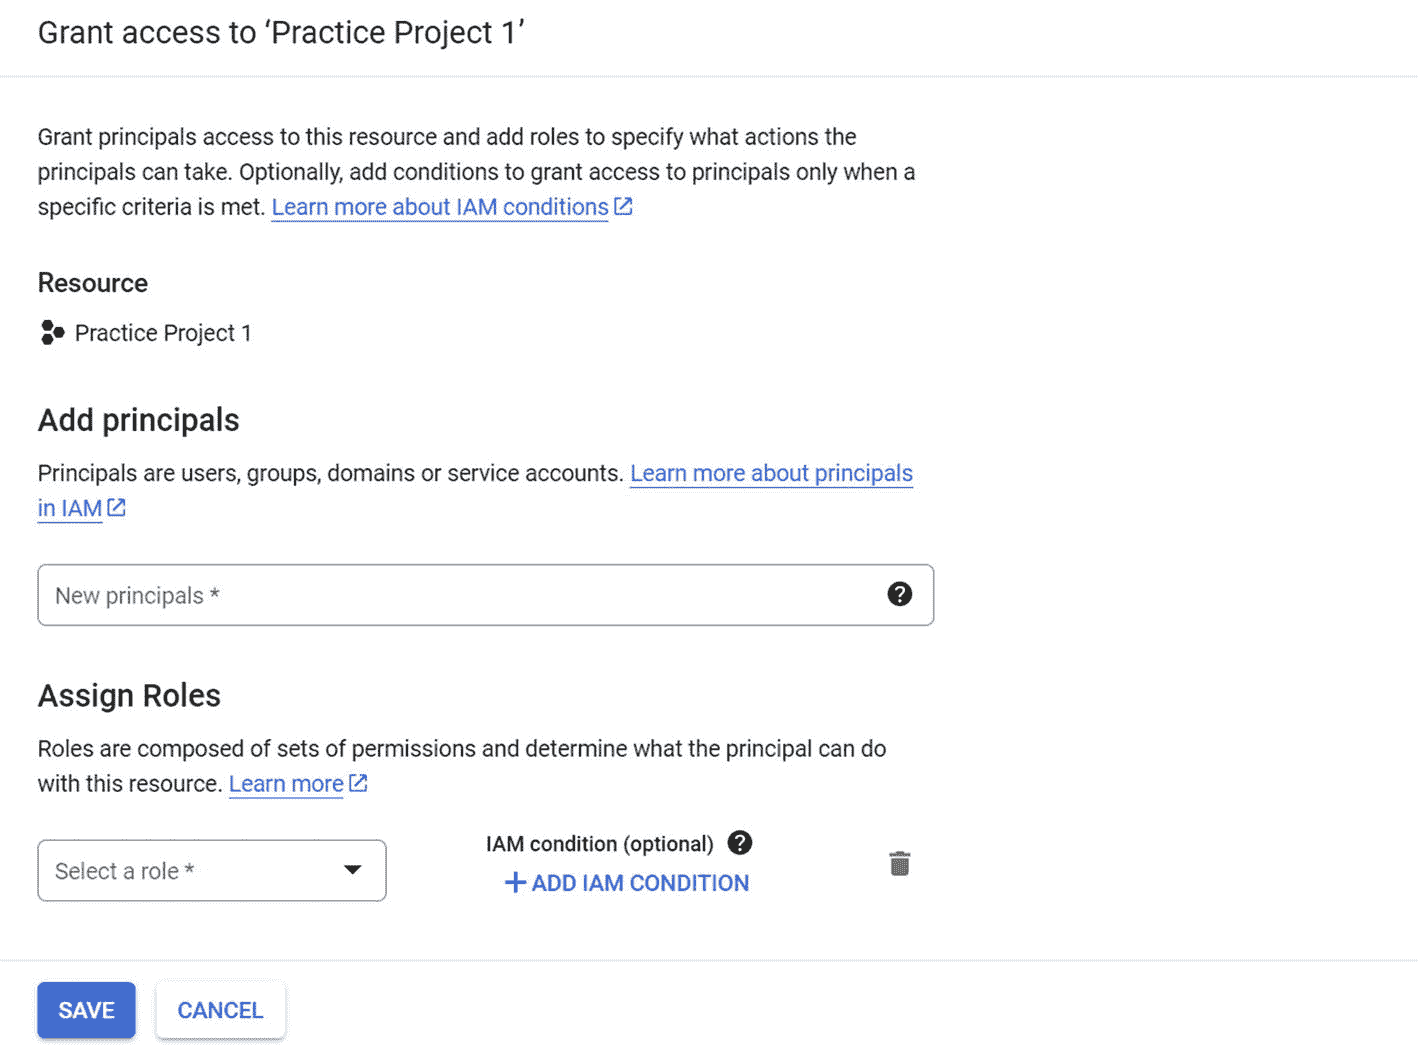 Grant access to ‘Practice Project 1’
Grant principals access to this resource and add roles to specify what actions the
principals can take. Optionally, add conditions to grant access to principals only when a
specific criteria is met. Learn more about IAM conditions
Resource
Practice Project 1
Add principals
Principals are users, groups, domains or service accounts. Learn more about principals
in IAM
New principals *
Assign Roles
Roles are composed of sets of permissions and determine what the principal can do
with this resource. Learn more
Select a role *
IAM condition (optional)
+ ADD IAM CONDITION
SAVE
CANCEL